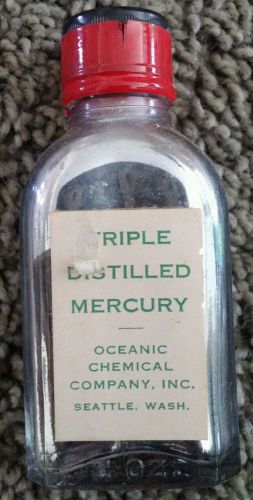 TRIPLE
DISTILLED
MERCURY
OCEANIC
CHEMICAL
COMPANY, INC.
SEATTLE, WASH.